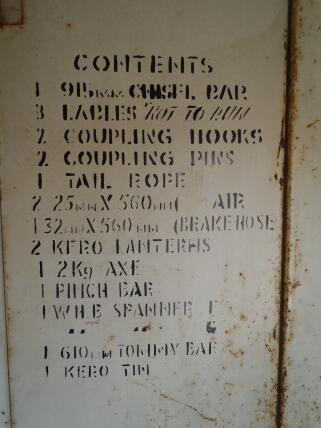 CONTENTS
1 915mm CHISEL BAR
3 LABLES "NOT TO RUN
2 COUPLING HOOKS
2 COUPLING PINS
1 TAIL ROPE
2 25mm X 560mm ( AIR
1 32mm X 560mm (BRAKE HOSE
2 KERO LANTERNS
1 2Kg AXE
1 PINCH BAR
1 WHE SPANNER F
" " G
1 610mm TOMMY BAR
1 KERO TIN